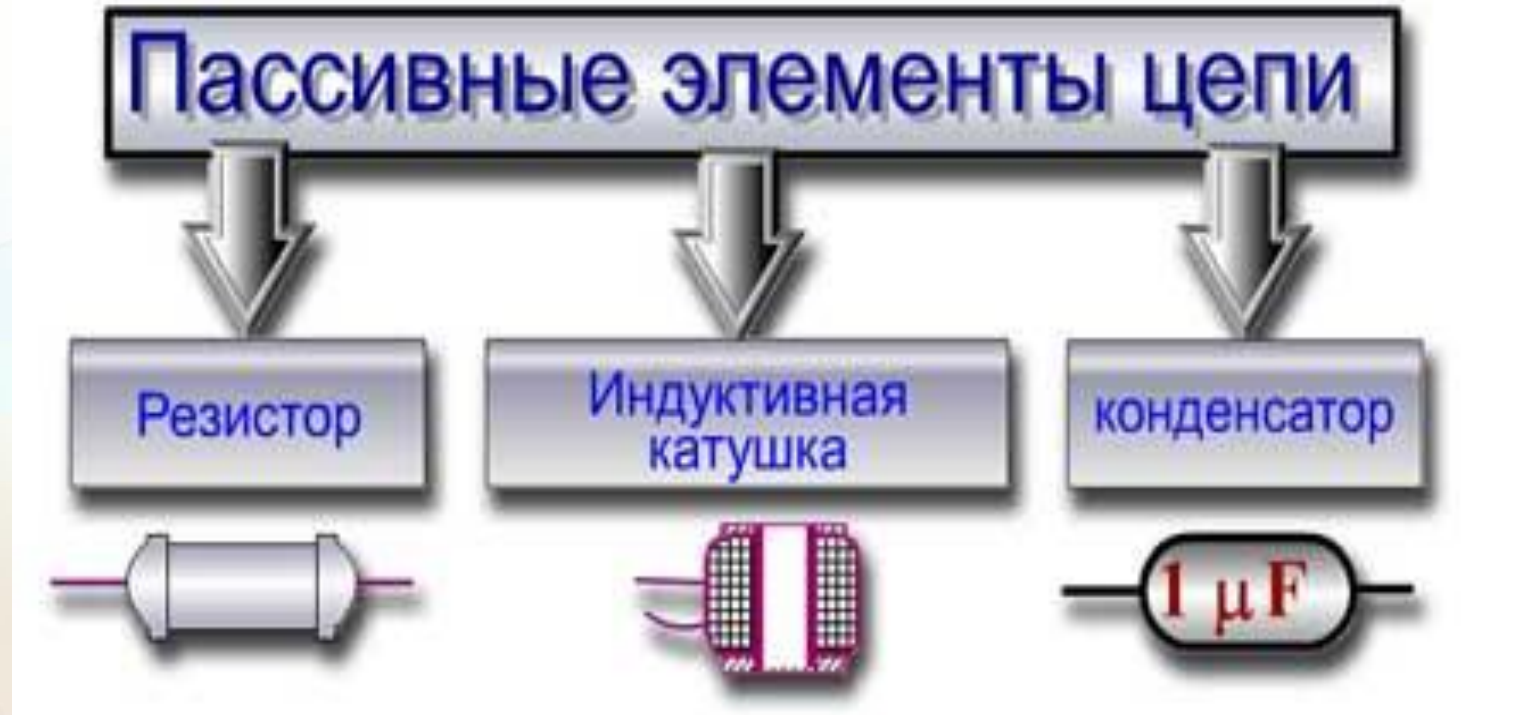 Пассивные элементы цепи
Резистор
Индуктивная
катушка
конденсатор
1 μF